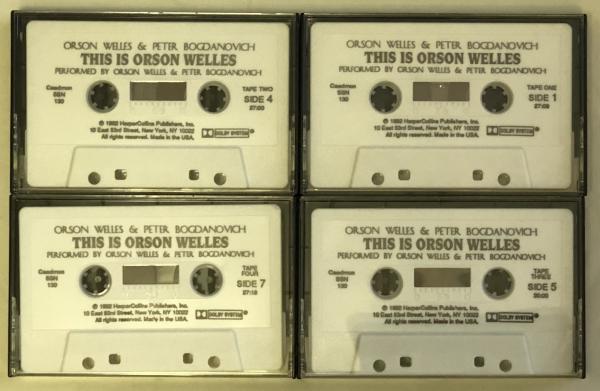 ORSON WELLES & PETER BOGDANOVICH
THIS IS ORSON WELLES
PERFORMED BY ORSON WELLES & PETER BOGDANOVICH
Caedmon
SSN
130
TAPE TWO
SIDE 4
27:00
℗ 1992 HarperCollins Publishers, Inc.
10 East 53rd Street, New York, NY 10022
All rights reserved. Made in the USA.
DOLBY SYSTEM®
ORSON WELLES & PETER BOGDANOVICH
THIS IS ORSON WELLES
PERFORMED BY ORSON WELLES & PETER BOGDANOVICH
Caedmon
SSN
130
TAPE ONE
SIDE 1
℗ 1992 HarperCollins Publishers, Inc.
10 East 53rd Street, New York, NY 10022
All rights reserved. Made in the USA.
DOLBY SYSTEM®
ORSON WELLES & PETER BOGDANOVICH
THIS IS ORSON WELLES
PERFORMED BY ORSON WELLES & PETER BOGDANOVICH
Caedmon
SSN
130
TAPE
FOUR
SIDE 7
℗ 1992 HarperCollins Publishers, Inc.
10 East 53rd Street, New York, NY 10022
All rights reserved. Made in the USA.
DOLBY SYSTEM®
ORSON WELLES & PETER BOGDANOVICH
THIS IS ORSON WELLES
PERFORMED BY ORSON WELLES & PETER BOGDANOVICH
Caedmon
SSN
130
TAPE
THREE
SIDE 5
℗ 1992 HarperCollins Publishers, Inc.
10 East 53rd Street, New York, NY 10022
All rights reserved. Made in the USA.
DOLBY SYSTEM®